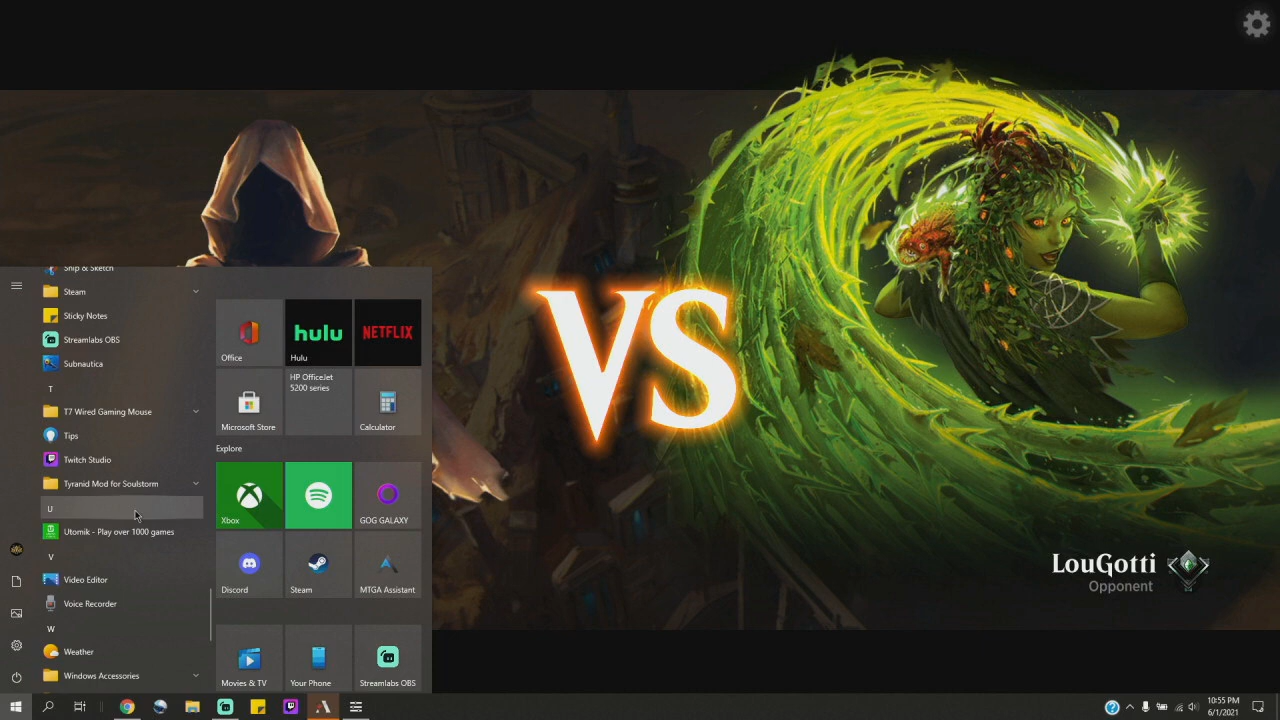 Snip & Sketch
Steam
Sticky Notes
Streamlabs OBS
Subnautica
T
T7 Wired Gaming Mouse
Tips
Twitch Studio
Tyranid Mod for Soulstorm
U
Utomik - Play over 1000 games
V
Video Editor
Voice Recorder
W
Weather
Windows Accessories
Office
hulu
Hulu
NETFLIX
Microsoft Store
HP OfficeJet
5200 series
Calculator
Explore
Xbox
GOG GALAXY
Discord
Steam
MTGA Assistant
Movies & TV
Your Phone
Streamlabs OBS
VS
LouGotti
Opponent
10:55 PM
6/1/2021